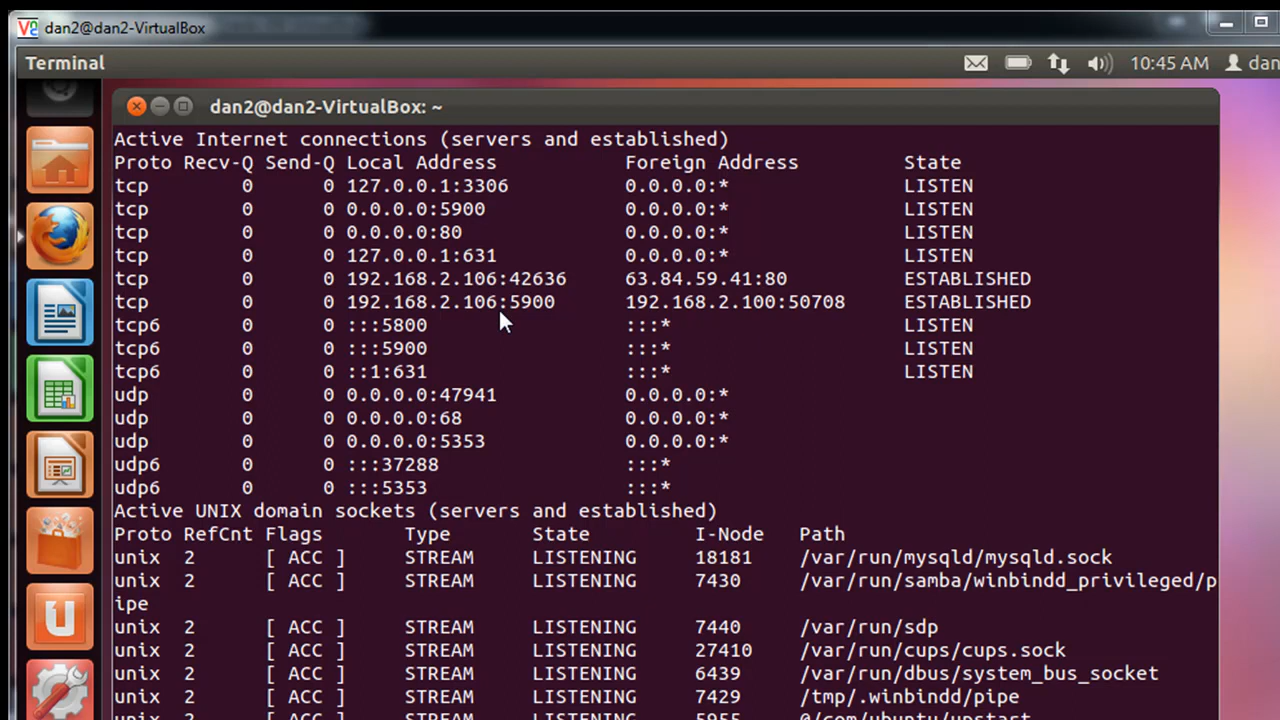 dan2@dan2-VirtualBox
Terminal 10:45 AM dan
dan2@dan2-VirtualBox: ~
Active Internet connections (servers and established)
Proto Recv-Q Send-Q Local Address Foreign Address State
tcp 0 0 127.0.0.1:3306 0.0.0.0:* LISTEN
tcp 0 0 0.0.0.0:5900 0.0.0.0:* LISTEN
tcp 0 0 0.0.0.0:80 0.0.0.0:* LISTEN
tcp 0 0 127.0.0.1:631 0.0.0.0:* LISTEN
tcp 0 0 192.168.2.106:42636 63.84.59.41:80 ESTABLISHED
tcp 0 0 192.168.2.106:5900 192.168.2.100:50708 ESTABLISHED
tcp6 0 0 :::5800 :::* LISTEN
tcp6 0 0 :::5900 :::* LISTEN
tcp6 0 0 ::1:631 :::* LISTEN
udp 0 0 0.0.0.0:47941 0.0.0.0:*
udp 0 0 0.0.0.0:68 0.0.0.0:*
udp 0 0 0.0.0.0:5353 0.0.0.0:*
udp6 0 0 :::37288 :::*
udp6 0 0 :::5353 :::*
Active UNIX domain sockets (servers and established)
Proto RefCnt Flags Type State I-Node Path
unix 2 [ ACC ] STREAM LISTENING 18181 /var/run/mysqld/mysqld.sock
unix 2 [ ACC ] STREAM LISTENING 7430 /var/run/samba/winbindd_privileged/p
ipe
unix 2 [ ACC ] STREAM LISTENING 7440 /var/run/sdp
unix 2 [ ACC ] STREAM LISTENING 27410 /var/run/cups/cups.sock
unix 2 [ ACC ] STREAM LISTENING 6439 /var/run/dbus/system_bus_socket
unix 2 [ ACC ] STREAM LISTENING 7429 /tmp/.winbindd/pipe
unix 2 [ ACC ] STREAM LISTENING 5955 @/com/ubuntu/upstart